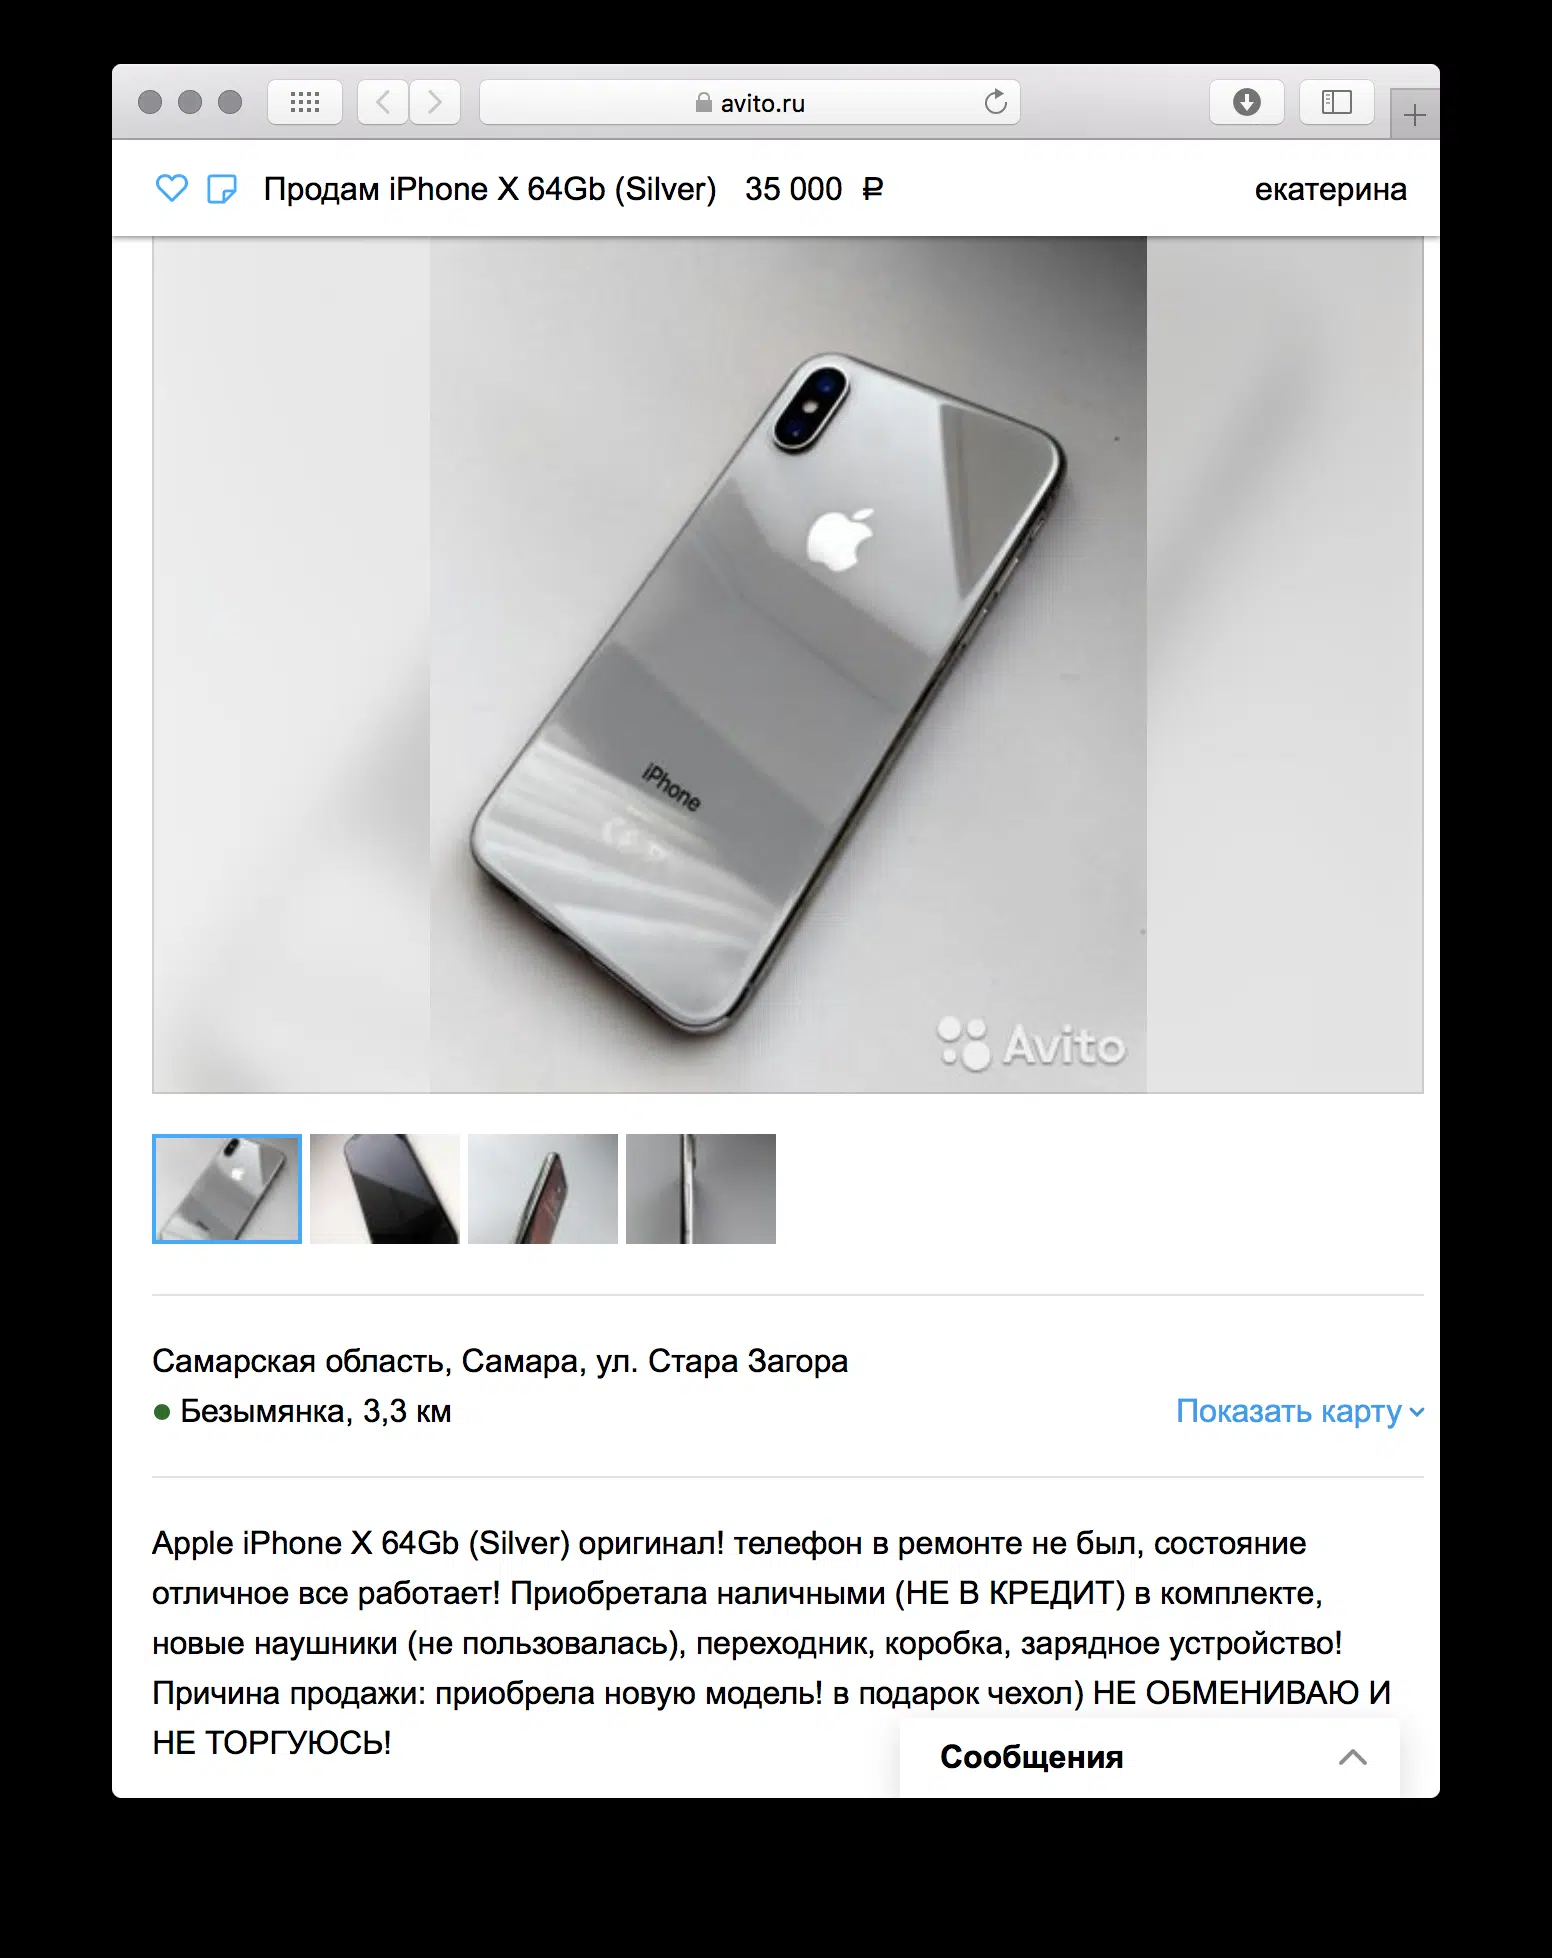 avito.ru
Продам iPhone X 64Gb (Silver) 35 000 ₽
екатерина
iPhone
Avito
Самарская область, Самара, ул. Стара Загора
Безымянка, 3,3 км
Показать карту
Apple iPhone X 64Gb (Silver) оригинал! телефон в ремонте не был, состояние
отличное все работает! Приобретала наличными (НЕ В КРЕДИТ) в комплекте,
новые наушники (не пользовалась), переходник, коробка, зарядное устройство!
Причина продажи: приобрела новую модель! в подарок чехол) НЕ ОБМЕНИВАЮ И
НЕ ТОРГУЮСЬ!
Сообщения